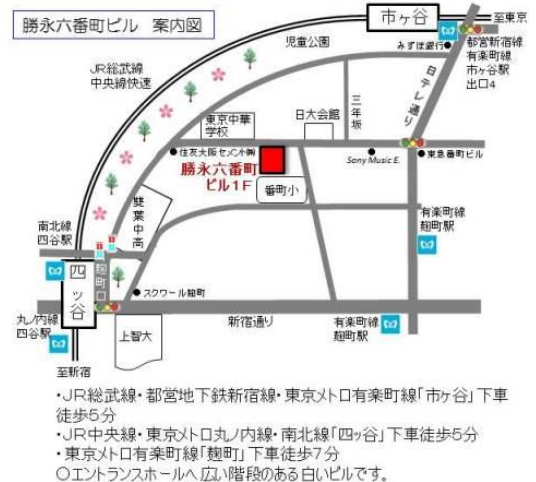 勝永六番町ビル 案内図
市ヶ谷
至東京
児童公園
みずほ銀行
都営新宿線
有楽町線
市ヶ谷駅
出口4
JR総武線
中央線快速
日テレ通り
三年坂
東京中華
学校
日大会館
住友大阪セメント㈱
Sony Music E.
東急番町ビル
勝永六番町
ビル1F
番町小
雙葉中高
有楽町線
麹町駅
南北線
四谷駅
麹町口
四ッ谷
スクワール麹町
丸ノ内線
四谷駅
上智大
新宿通り
有楽町線
麹町駅
至新宿
・JR総武線・都営地下鉄新宿線・東京メトロ有楽町線「市ヶ谷」下車
徒歩5分
・JR中央線・東京メトロ丸ノ内線・南北線「四ッ谷」下車徒歩5分
・東京メトロ有楽町線「麹町」下車徒歩7分
○エントランスホールへ広い階段のある白いビルです。